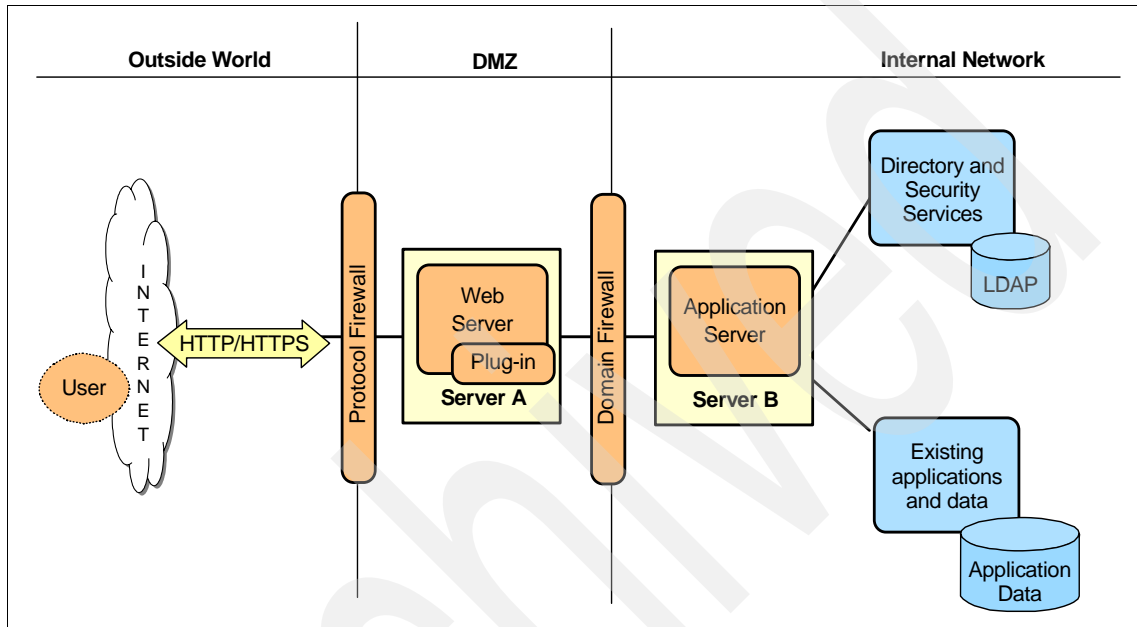 Outside World
DMZ
Internal Network
INTERNET
User
HTTP/HTTPS
Protocol Firewall
Web
Server
Plug-in
Server A
Domain Firewall
Application
Server
Server B
Directory and
Security
Services
LDAP
Existing
applications
and data
Application
Data